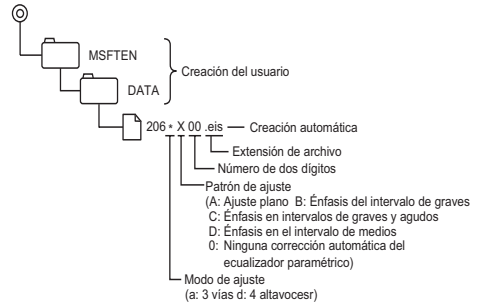 MSFTEN
Creación del usuario
DATA
206 * X 00 .eis
Creación automática
Extensión de archivo
Número de dos dígitos
Patrón de ajuste
(A: Ajuste plano B: Énfasis del intervalo de graves
C: Énfasis en intervalos de graves y agudos
D: Énfasis en el intervalo de medios
0: Ninguna corrección automática del
ecualizador paramétrico)
Modo de ajuste
(a: 3 vías d: 4 altavocesr)